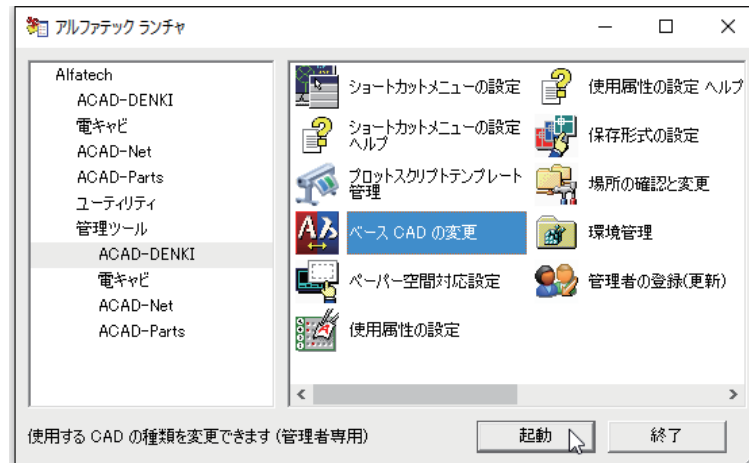 アルファテック ランチャ
Alfatech
ACAD-DENKI
電キャビ
ACAD-Net
ACAD-Parts
ユーティリティ
管理ツール
ACAD-DENKI
電キャビ
ACAD-Net
ACAD-Parts
ショートカットメニューの設定
ショートカットメニューの設定
ヘルプ
プロットスクリプトテンプレート
管理
ベース CAD の変更
ペーパー空間対応設定
使用属性の設定
使用属性の設定 ヘルプ
保存形式の設定
場所の確認と変更
環境管理
管理者の登録(更新)
使用する CAD の種類を変更できます (管理者専用)
起動
終了